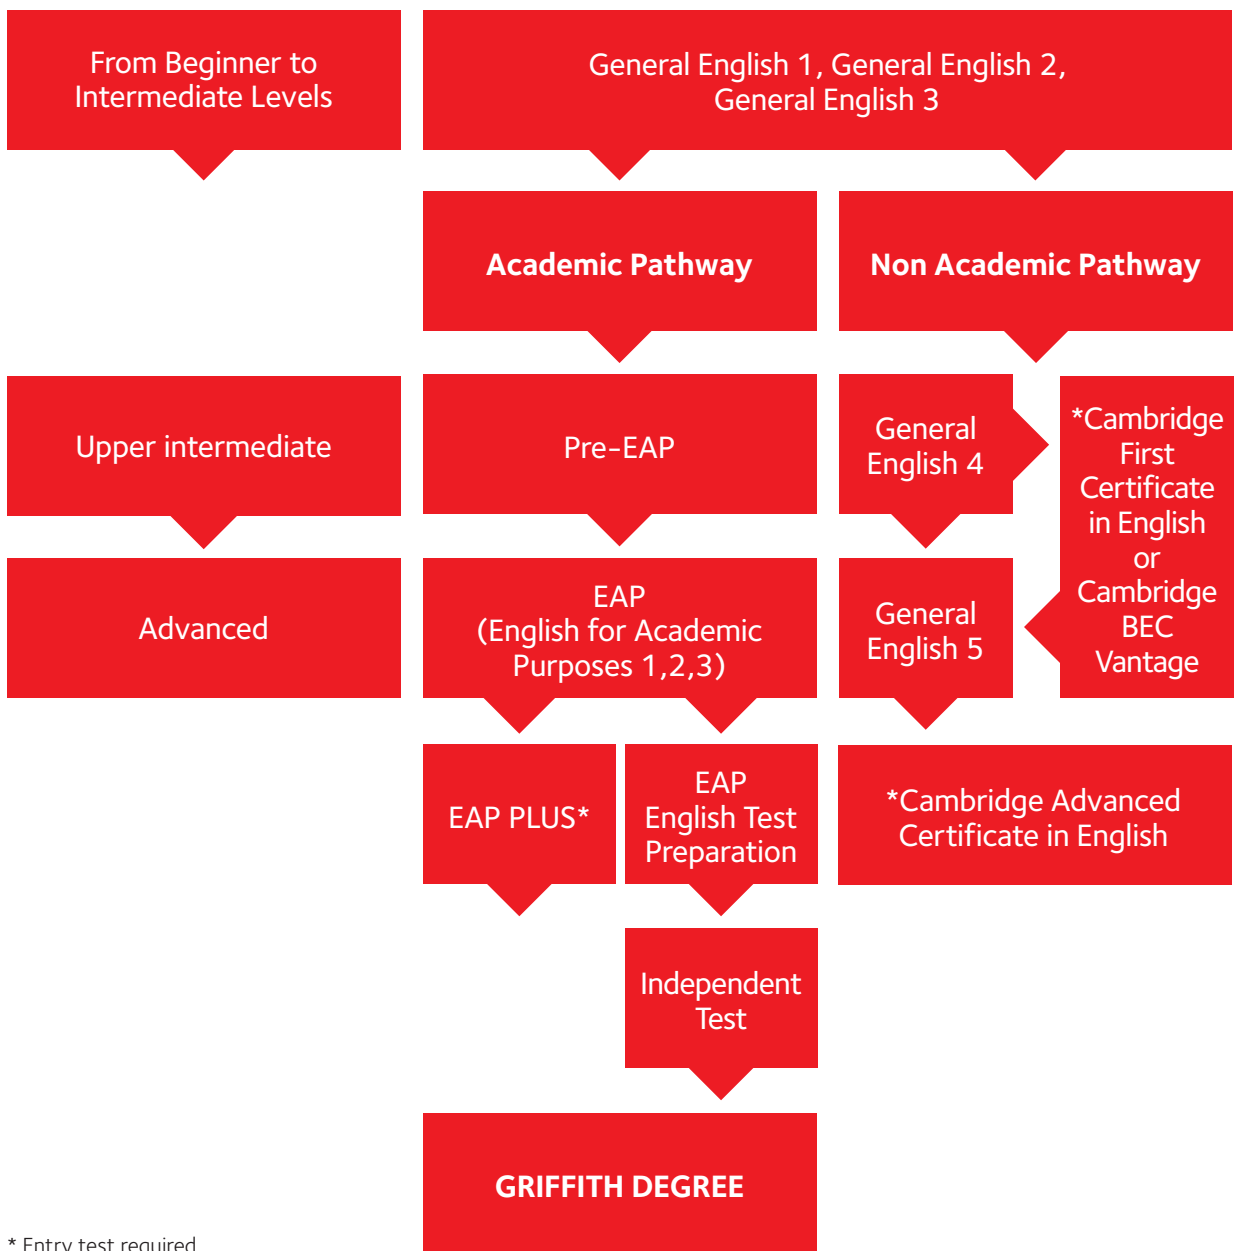 From Beginner to
Intermediate Levels
General English 1, General English 2,
General English 3
Academic Pathway
Non Academic Pathway
Upper intermediate
Pre-EAP
General
English 4
*Cambridge
First
Certificate
in English
or
Cambridge
BEC
Vantage
Advanced
EAP
(English for Academic
Purposes 1,2,3)
General
English 5
EAP PLUS*
EAP
English Test
Preparation
*Cambridge Advanced
Certificate in English
Independent
Test
GRIFFITH DEGREE
* Entry test required